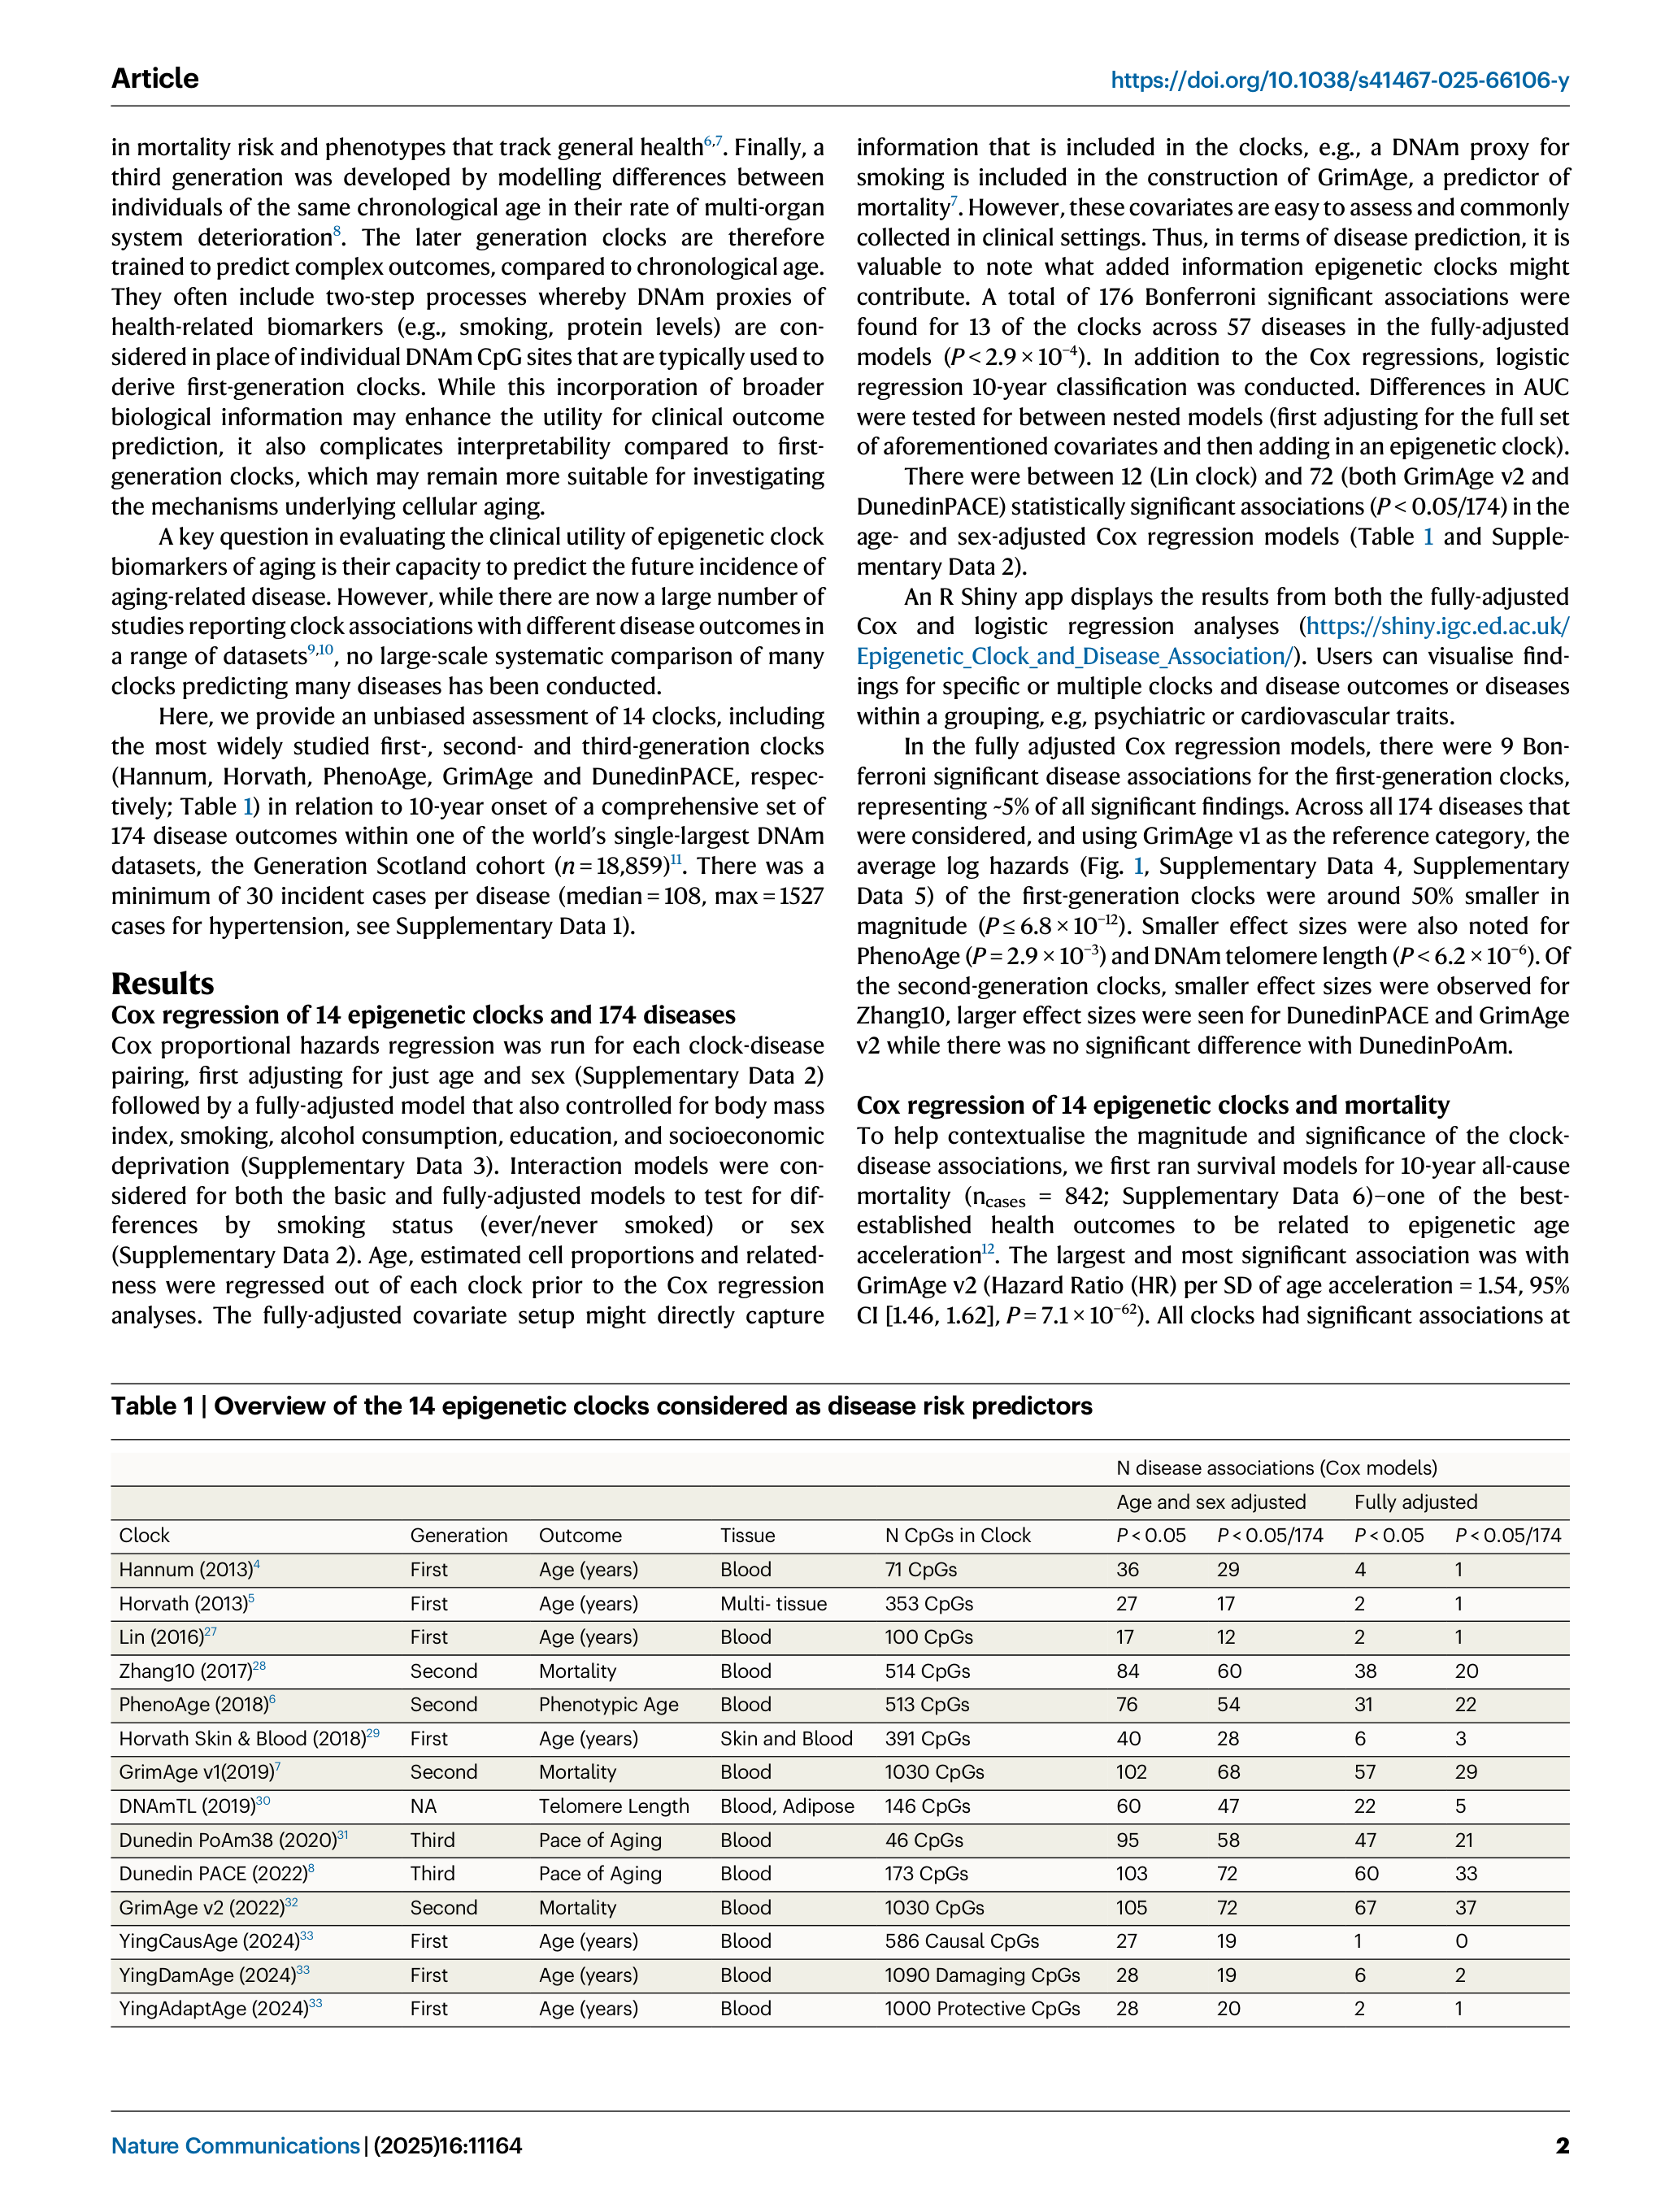 Article
https://doi.org/10.1038/s41467-025-66106-y
in mortality risk and phenotypes that track general health6,7. Finally, a
third generation was developed by modelling differences between
individuals of the same chronological age in their rate of multi-organ
system deterioration8. The later generation clocks are therefore
trained to predict complex outcomes, compared to chronological age.
They often include two-step processes whereby DNAm proxies of
health-related biomarkers (e.g., smoking, protein levels) are con-
sidered in place of individual DNAm CpG sites that are typically used to
derive first-generation clocks. While this incorporation of broader
biological information may enhance the utility for clinical outcome
prediction, it also complicates interpretability compared to first-
generation clocks, which may remain more suitable for investigating
the mechanisms underlying cellular aging.
A key question in evaluating the clinical utility of epigenetic clock
biomarkers of aging is their capacity to predict the future incidence of
aging-related disease. However, while there are now a large number of
studies reporting clock associations with different disease outcomes in
a range of datasets9,10, no large-scale systematic comparison of many
clocks predicting many diseases has been conducted.
Here, we provide an unbiased assessment of 14 clocks, including
the most widely studied first-, second- and third-generation clocks
(Hannum, Horvath, PhenoAge, GrimAge and DunedinPACE, respec-
tively; Table 1) in relation to 10-year onset of a comprehensive set of
174 disease outcomes within one of the world's single-largest DNAm
datasets, the Generation Scotland cohort (n = 18,859)11. There was a
minimum of 30 incident cases per disease (median = 108, max = 1527
cases for hypertension, see Supplementary Data 1).
Results
Cox regression of 14 epigenetic clocks and 174 diseases
Cox proportional hazards regression was run for each clock-disease
pairing, first adjusting for just age and sex (Supplementary Data 2)
followed by a fully-adjusted model that also controlled for body mass
index, smoking, alcohol consumption, education, and socioeconomic
deprivation (Supplementary Data 3). Interaction models were con-
sidered for both the basic and fully-adjusted models to test for dif-
ferences by smoking status (ever/never smoked) or sex
(Supplementary Data 2). Age, estimated cell proportions and related-
ness were regressed out of each clock prior to the Cox regression
analyses. The fully-adjusted covariate setup might directly capture
information that is included in the clocks, e.g., a DNAm proxy for
smoking is included in the construction of GrimAge, a predictor of
mortality7. However, these covariates are easy to assess and commonly
collected in clinical settings. Thus, in terms of disease prediction, it is
valuable to note what added information epigenetic clocks might
contribute. A total of 176 Bonferroni significant associations were
found for 13 of the clocks across 57 diseases in the fully-adjusted
models (P < 2.9 × 10−4). In addition to the Cox regressions, logistic
regression 10-year classification was conducted. Differences in AUC
were tested for between nested models (first adjusting for the full set
of aforementioned covariates and then adding in an epigenetic clock).
There were between 12 (Lin clock) and 72 (both GrimAge v2 and
DunedinPACE) statistically significant associations (P < 0.05/174) in the
age- and sex-adjusted Cox regression models (Table 1 and Supple-
mentary Data 2).
An R Shiny app displays the results from both the fully-adjusted
Cox and logistic regression analyses (https://shiny.igc.ed.ac.uk/
Epigenetic_Clock_and_Disease_Association/). Users can visualise find-
ings for specific or multiple clocks and disease outcomes or diseases
within a grouping, e.g, psychiatric or cardiovascular traits.
In the fully adjusted Cox regression models, there were 9 Bon-
ferroni significant disease associations for the first-generation clocks,
representing ~5% of all significant findings. Across all 174 diseases that
were considered, and using GrimAge v1 as the reference category, the
average log hazards (Fig. 1, Supplementary Data 4, Supplementary
Data 5) of the first-generation clocks were around 50% smaller in
magnitude (P ≤ 6.8 × 10−12). Smaller effect sizes were also noted for
PhenoAge (P = 2.9 × 10−3) and DNAm telomere length (P < 6.2 × 10−6). Of
the second-generation clocks, smaller effect sizes were observed for
Zhang10, larger effect sizes were seen for DunedinPACE and GrimAge
v2 while there was no significant difference with DunedinPoAm.
Cox regression of 14 epigenetic clocks and mortality
To help contextualise the magnitude and significance of the clock-
disease associations, we first ran survival models for 10-year all-cause
mortality (ncases = 842; Supplementary Data 6)–one of the best-
established health outcomes to be related to epigenetic age
acceleration12. The largest and most significant association was with
GrimAge v2 (Hazard Ratio (HR) per SD of age acceleration = 1.54, 95%
CI [1.46, 1.62], P = 7.1 × 10−62). All clocks had significant associations at
Table 1 | Overview of the 14 epigenetic clocks considered as disease risk predictors
N disease associations (Cox models)
Age and sex adjusted Fully adjusted
Clock Generation Outcome Tissue N CpGs in Clock P < 0.05 P < 0.05/174 P < 0.05 P < 0.05/174
Hannum (2013)4 First Age (years) Blood 71 CpGs 36 29 4 1
Horvath (2013)5 First Age (years) Multi- tissue 353 CpGs 27 17 2 1
Lin (2016)27 First Age (years) Blood 100 CpGs 17 12 2 1
Zhang10 (2017)28 Second Mortality Blood 514 CpGs 84 60 38 20
PhenoAge (2018)6 Second Phenotypic Age Blood 513 CpGs 76 54 31 22
Horvath Skin & Blood (2018)29 First Age (years) Skin and Blood 391 CpGs 40 28 6 3
GrimAge v1(2019)7 Second Mortality Blood 1030 CpGs 102 68 57 29
DNAmTL (2019)30 NA Telomere Length Blood, Adipose 146 CpGs 60 47 22 5
Dunedin PoAm38 (2020)31 Third Pace of Aging Blood 46 CpGs 95 58 47 21
Dunedin PACE (2022)8 Third Pace of Aging Blood 173 CpGs 103 72 60 33
GrimAge v2 (2022)32 Second Mortality Blood 1030 CpGs 105 72 67 37
YingCausAge (2024)33 First Age (years) Blood 586 Causal CpGs 27 19 1 0
YingDamAge (2024)33 First Age (years) Blood 1090 Damaging CpGs 28 19 6 2
YingAdaptAge (2024)33 First Age (years) Blood 1000 Protective CpGs 28 20 2 1
Nature Communications | (2025)16:11164
2